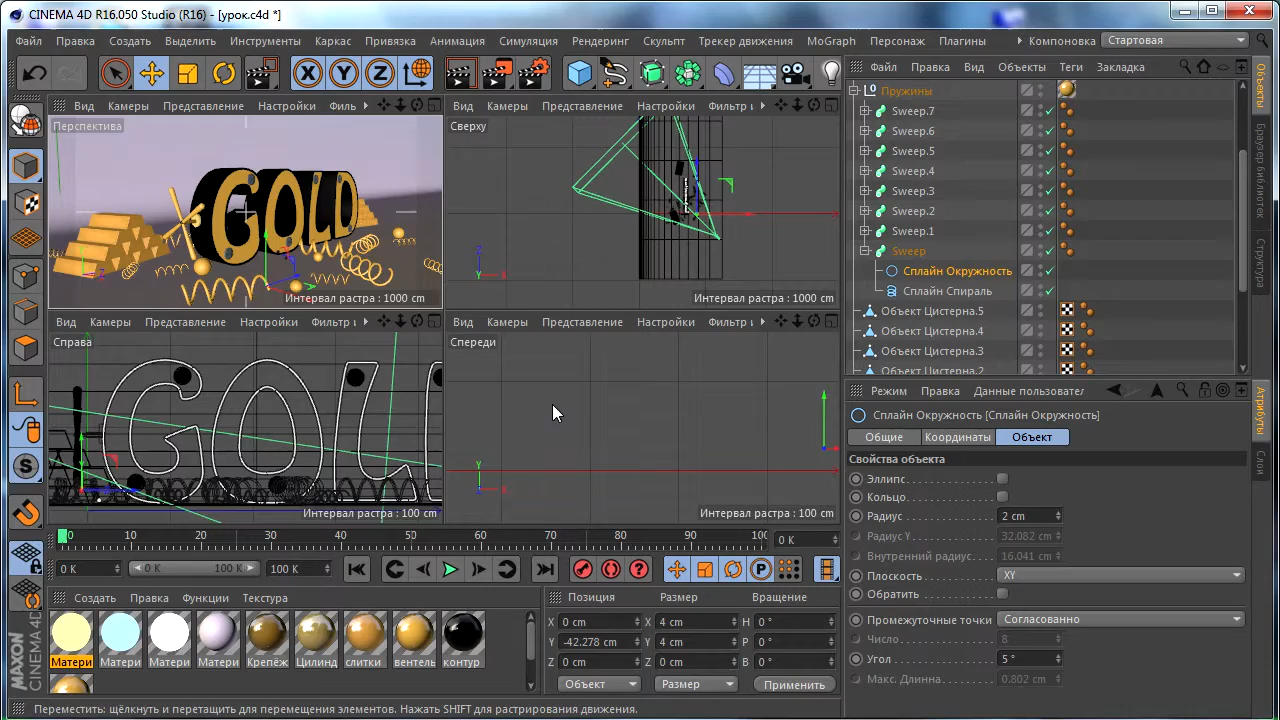 CINEMA 4D R16.050 Studio (R16) - [урок.c4d *]
Файл Правка Создать Выделить Инструменты Каркас Привязка Анимация Симуляция Рендеринг Скульпт Трекер движения MoGraph Персонаж Плагины Компоновка Стартовая
X Y Z
Вид Камеры Представление Настройки Филь
Перспектива
GOLD
Интервал растра : 1000 cm
Вид Камеры Представление Настройки Фильтр
Сверху
Интервал растра : 1000 cm
Вид Камеры Представление Настройки Фильтр
Справа
Интервал растра : 100 cm
Вид Камеры Представление Настройки Фильтр
Спереди
Интервал растра : 100 cm
Файл Правка Вид Объекты Теги Закладка
Пружины
Sweep.7
Sweep.6
Sweep.5
Sweep.4
Sweep.3
Sweep.2
Sweep.1
Sweep
Сплайн Окружность
Сплайн Спираль
Объект Цистерна.5
Объект Цистерна.4
Объект Цистерна.3
Объект Цистерна.2
Объекты
Браузер библиотек
Структура
Режим Правка Данные пользовател
Сплайн Окружность [Сплайн Окружность]
Общие Координаты Объект
Свойства объекта
Эллипс
Кольцо
Радиус 2 cm
Радиус Y 32.082 cm
Внутренний радиус 16.041 cm
Плоскость XY
Обратить
Промежуточные точки Согласованно
Число 8
Угол 5 °
Макс. Длинна 0.802 cm
Атрибуты
Слои
0 10 20 30 40 50 60 70 80 90 100 0 K
0 K 0 K 100 K 100 K
Создать Правка Функции Текстура
Матери Матери Матери Матери Крепёж Цилинд слитки вентель контур
Позиция Размер Вращение
X 0 cm X 4 cm H 0 °
Y -42.278 cm Y 4 cm P 0 °
Z 0 cm Z 0 cm B 0 °
Объект Размер Применить
MAXON
CINEMA 4D
Переместить: щёлкнуть и перетащить для перемещения элементов. Нажать SHIFT для растрирования движения.